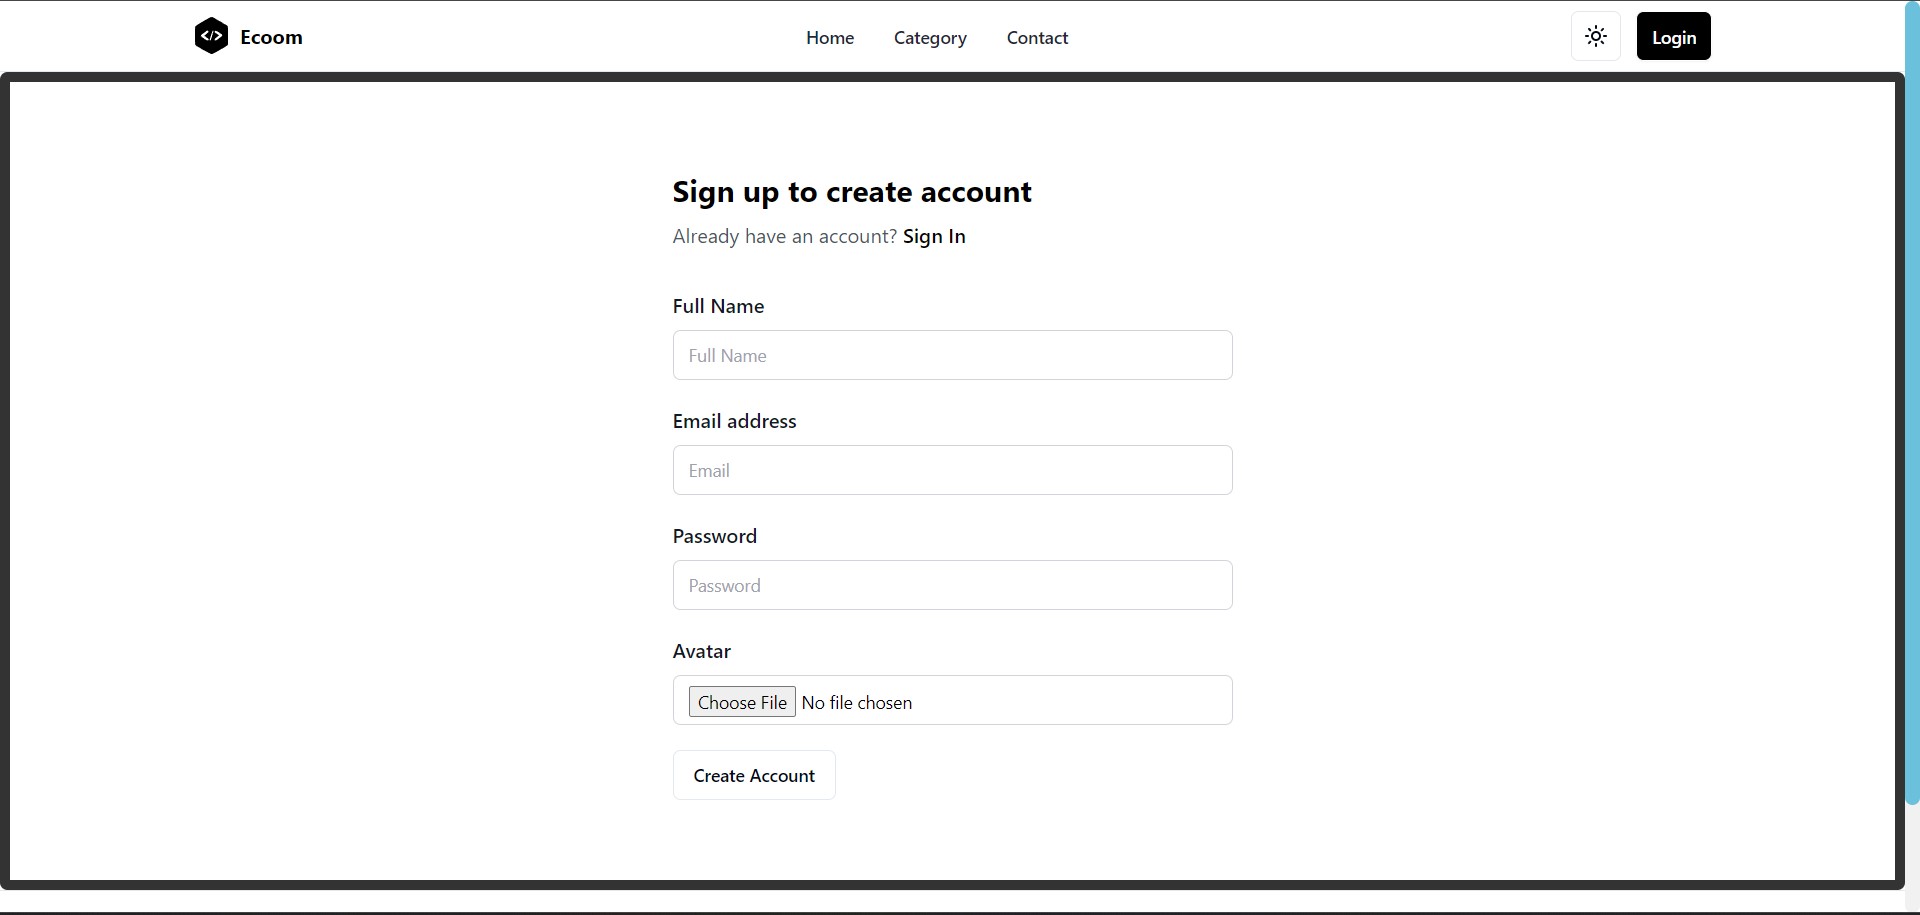 Ecoom
Home Category Contact
Login
Sign up to create account
Already have an account? Sign In
Full Name
Full Name
Email address
Email
Password
Password
Avatar
Choose File No file chosen
Create Account